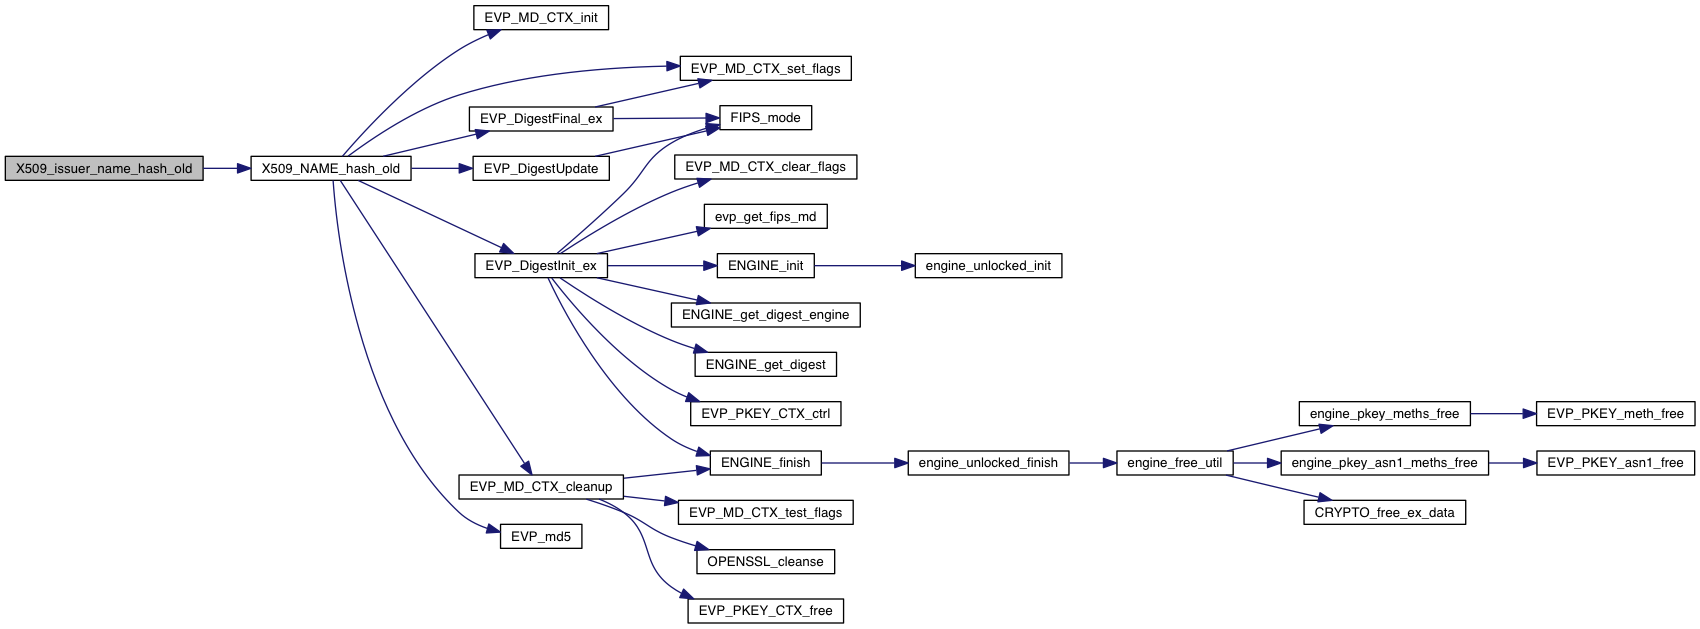 EVP_MD_CTX_init
EVP_MD_CTX_set_flags
EVP_DigestFinal_ex
FIPS_mode
X509_issuer_name_hash_old
X509_NAME_hash_old
EVP_DigestUpdate
EVP_MD_CTX_clear_flags
evp_get_fips_md
EVP_DigestInit_ex
ENGINE_init
engine_unlocked_init
ENGINE_get_digest_engine
ENGINE_get_digest
EVP_PKEY_CTX_ctrl
engine_pkey_meths_free
EVP_PKEY_meth_free
ENGINE_finish
engine_unlocked_finish
engine_free_util
engine_pkey_asn1_meths_free
EVP_PKEY_asn1_free
EVP_MD_CTX_cleanup
EVP_MD_CTX_test_flags
CRYPTO_free_ex_data
EVP_md5
OPENSSL_cleanse
EVP_PKEY_CTX_free